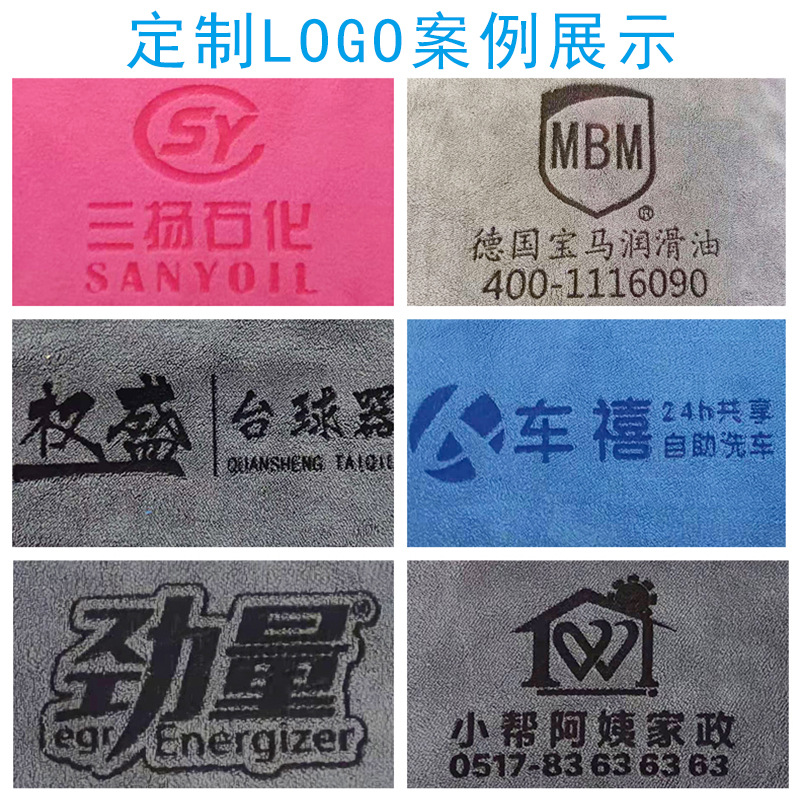 定制LOGO案例展示
SY
三扬石化
SANYOIL
MBM
®
德国宝马润滑油
400-1116090
权盛
台球器
QUANSHENG TAIQIU
车禧
24h共享
自助洗车
劲量®
egr Energizer
小帮阿姨家政
0517-83 63 63 63